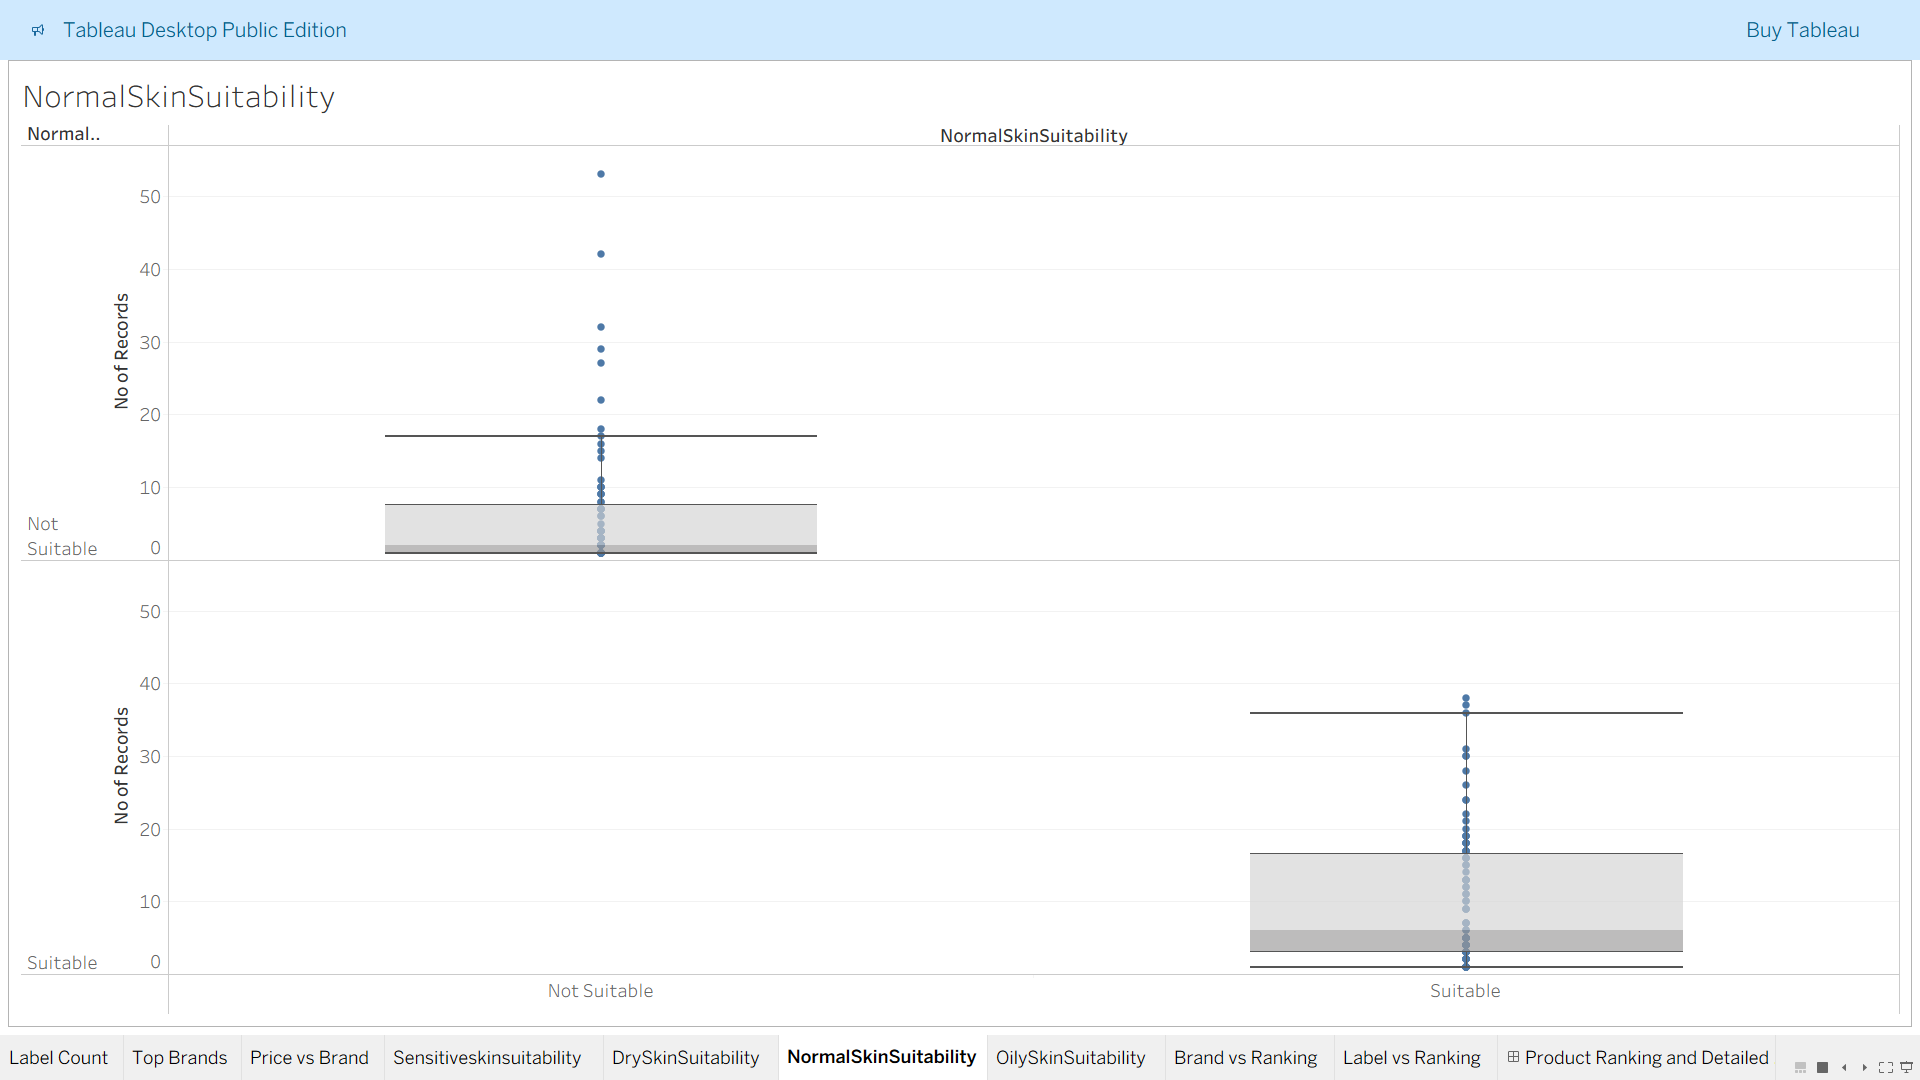 Tableau Desktop Public Edition
Buy Tableau
NormalSkinSuitability
Normal..
NormalSkinSuitability
50
40
30
20
10
0
No of Records
Not
Suitable
50
40
30
20
10
0
No of Records
Suitable
Not Suitable
Suitable
Label Count
Top Brands
Price vs Brand
Sensitiveskinsuitability
DrySkinSuitability
NormalSkinSuitability
OilySkinSuitability
Brand vs Ranking
Label vs Ranking
Product Ranking and Detailed